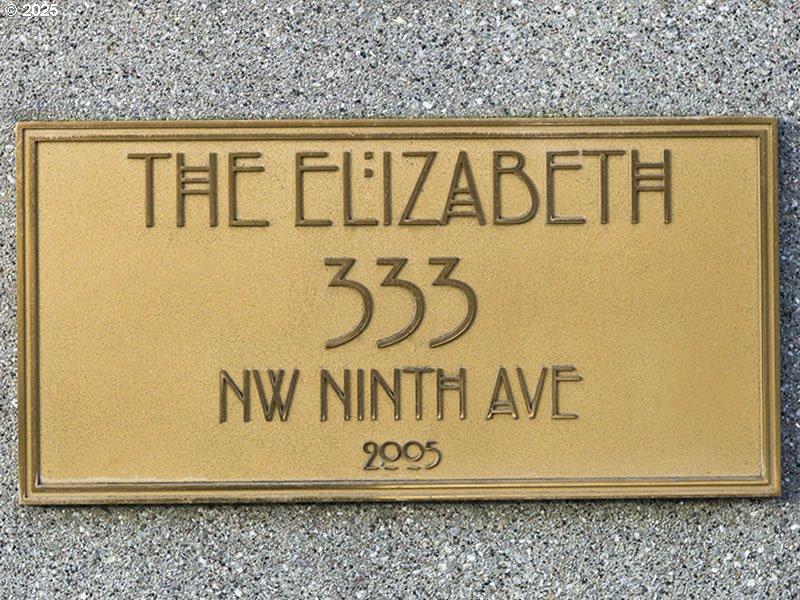 © 2025
THE ELIZABETH
333
NW NINTH AVE
2005